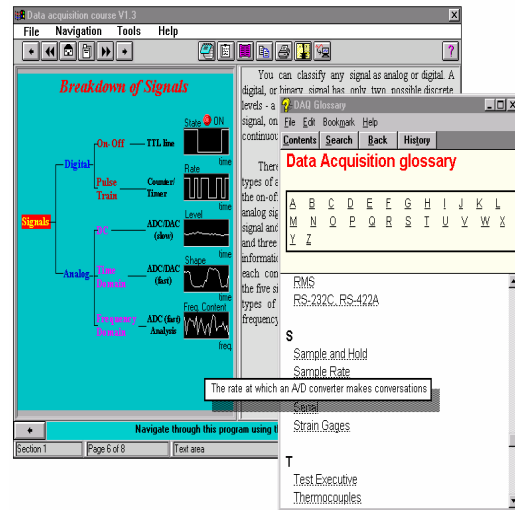 Data acquisition course V1.3
File Navigation Tools Help
?
Breakdown of Signals
State ON
On-Off TTL line
time
Digital
Rate
Pulse Train Counter/ Timer
time
Signals
Level
DC ADC/DAC (slow)
time
Shape
Analog
Time Domain ADC/DAC (fast)
time
Freq. Content
Frequency Domain ADC (fast) Analysis
freq.
You can classify any signal as analog or digital. A
digital, or binary, signal has only two possible discrete
levels - a
signal, on
continuou
There
types of a
the on-off
analog sig
signal and
and three
informatio
each con
the five si
types of
frequency
Navigate through this program using th
Section 1 Page 6 of 8 Text area
DAQ Glossary
File Edit Bookmark Help
Contents Search Back History
Data Acquisition glossary
A B C D E F G H I J K L
M N O P Q R S T U V W X
Y Z
RMS
RS-232C, RS-422A
S
Sample and Hold
Sample Rate
The rate at which an A/D converter makes conversations
Serial
Strain Gages
T
Test Executive
Thermocouples